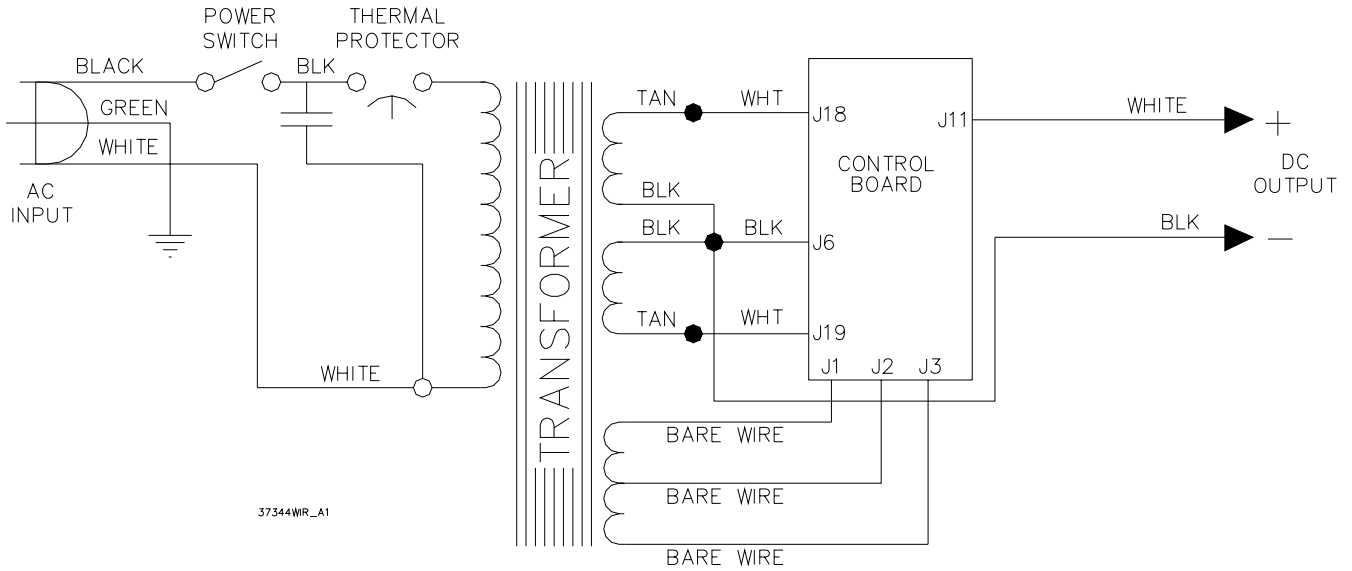 POWER
SWITCH
THERMAL
PROTECTOR
BLACK
BLK
GREEN
WHITE
AC
INPUT
WHITE
37344WIR_A1
TRANSFORMER
TAN
WHT
BLK
BLK
BLK
TAN
WHT
J18
J11
CONTROL
BOARD
J6
J19
J1
J2
J3
BARE WIRE
BARE WIRE
BARE WIRE
WHITE
+
DC
OUTPUT
BLK
-